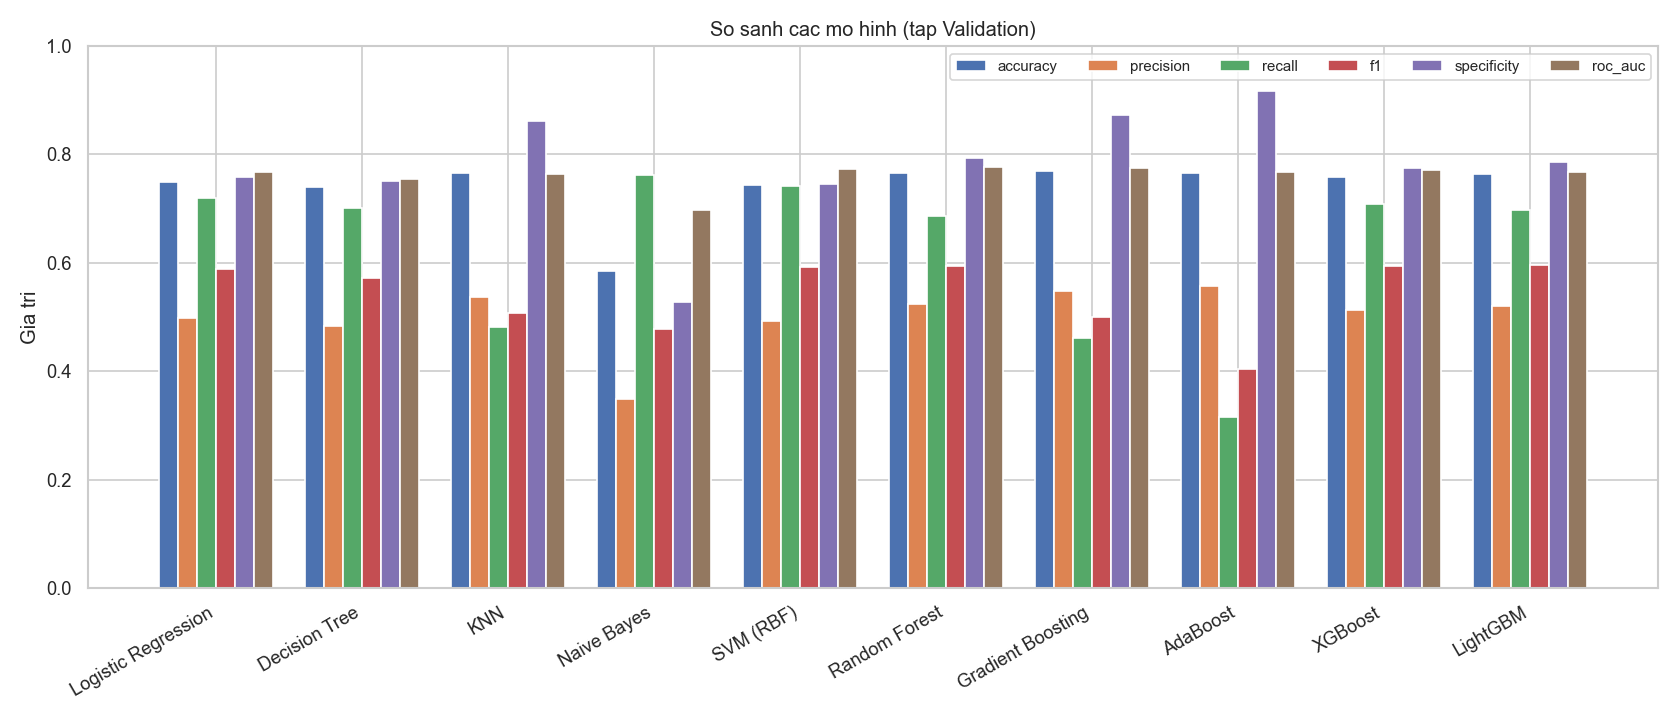 So sanh cac mo hinh (tap Validation)
accuracy precision recall f1 specificity roc_auc
Gia tri
1.0
0.8
0.6
0.4
0.2
0.0
Logistic Regression
Decision Tree
KNN
Naive Bayes
SVM (RBF)
Random Forest
Gradient Boosting
AdaBoost
XGBoost
LightGBM